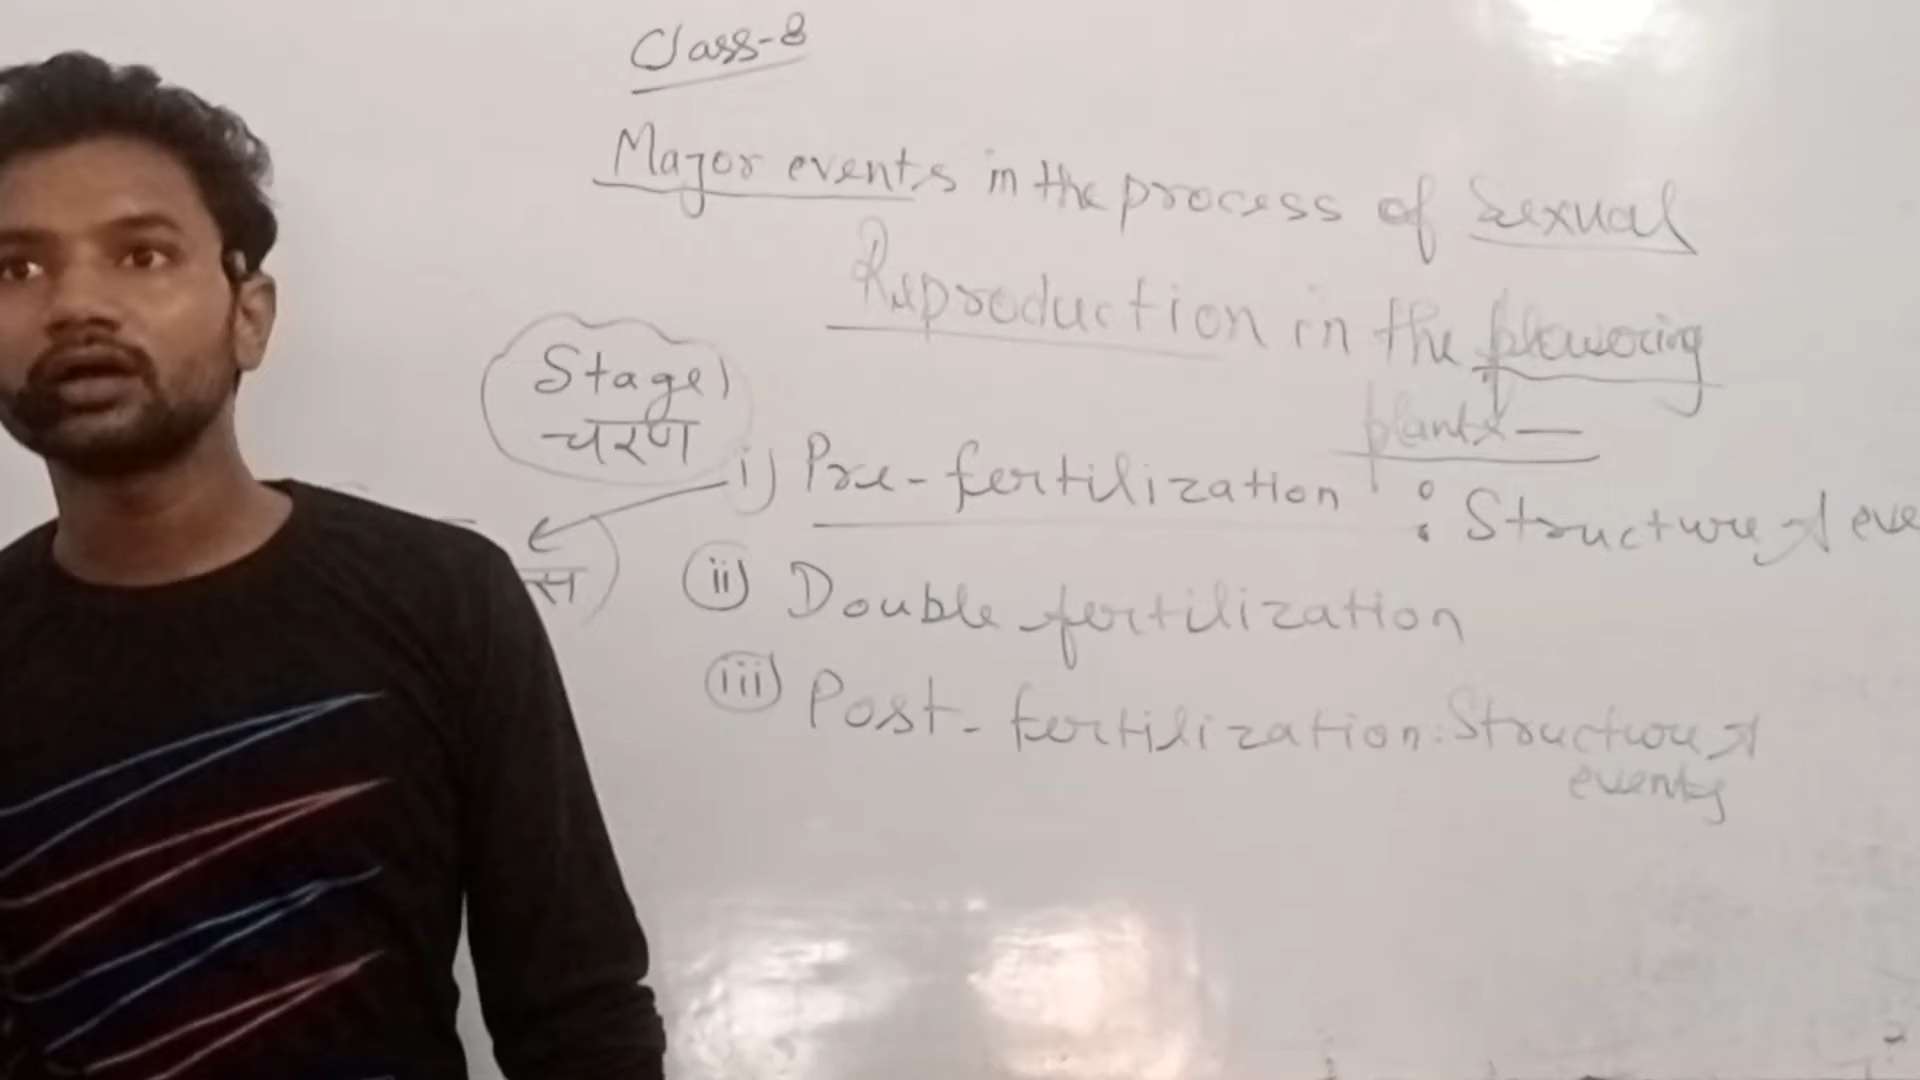 Class-8
Major events in the process of Sexual
Reproduction in the flowering
plants —
Stage)
चरण
i) Pre-fertilization : Structure & eve
ii) Double fertilization
iii) Post-fertilization: Structure &
events